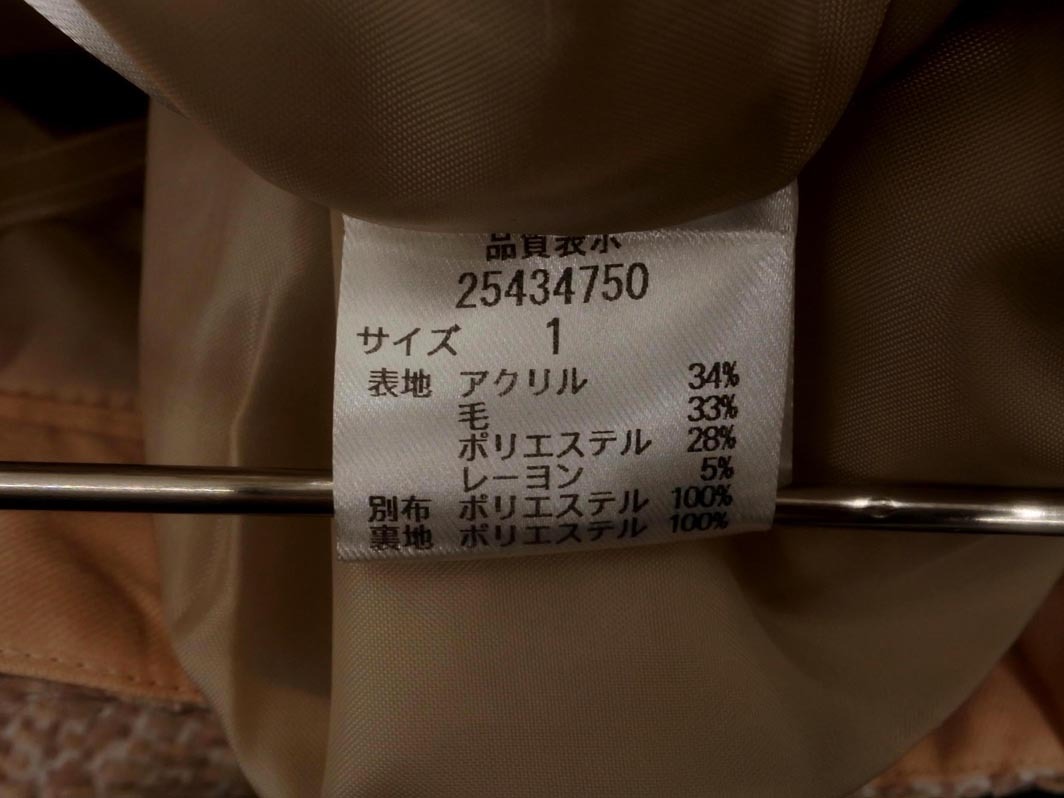 品質表示
25434750
サイズ 1
表地 アクリル 34%
毛 33%
ポリエステル 28%
レーヨン 5%
別布 ポリエステル 100%
裏地 ポリエステル 100%